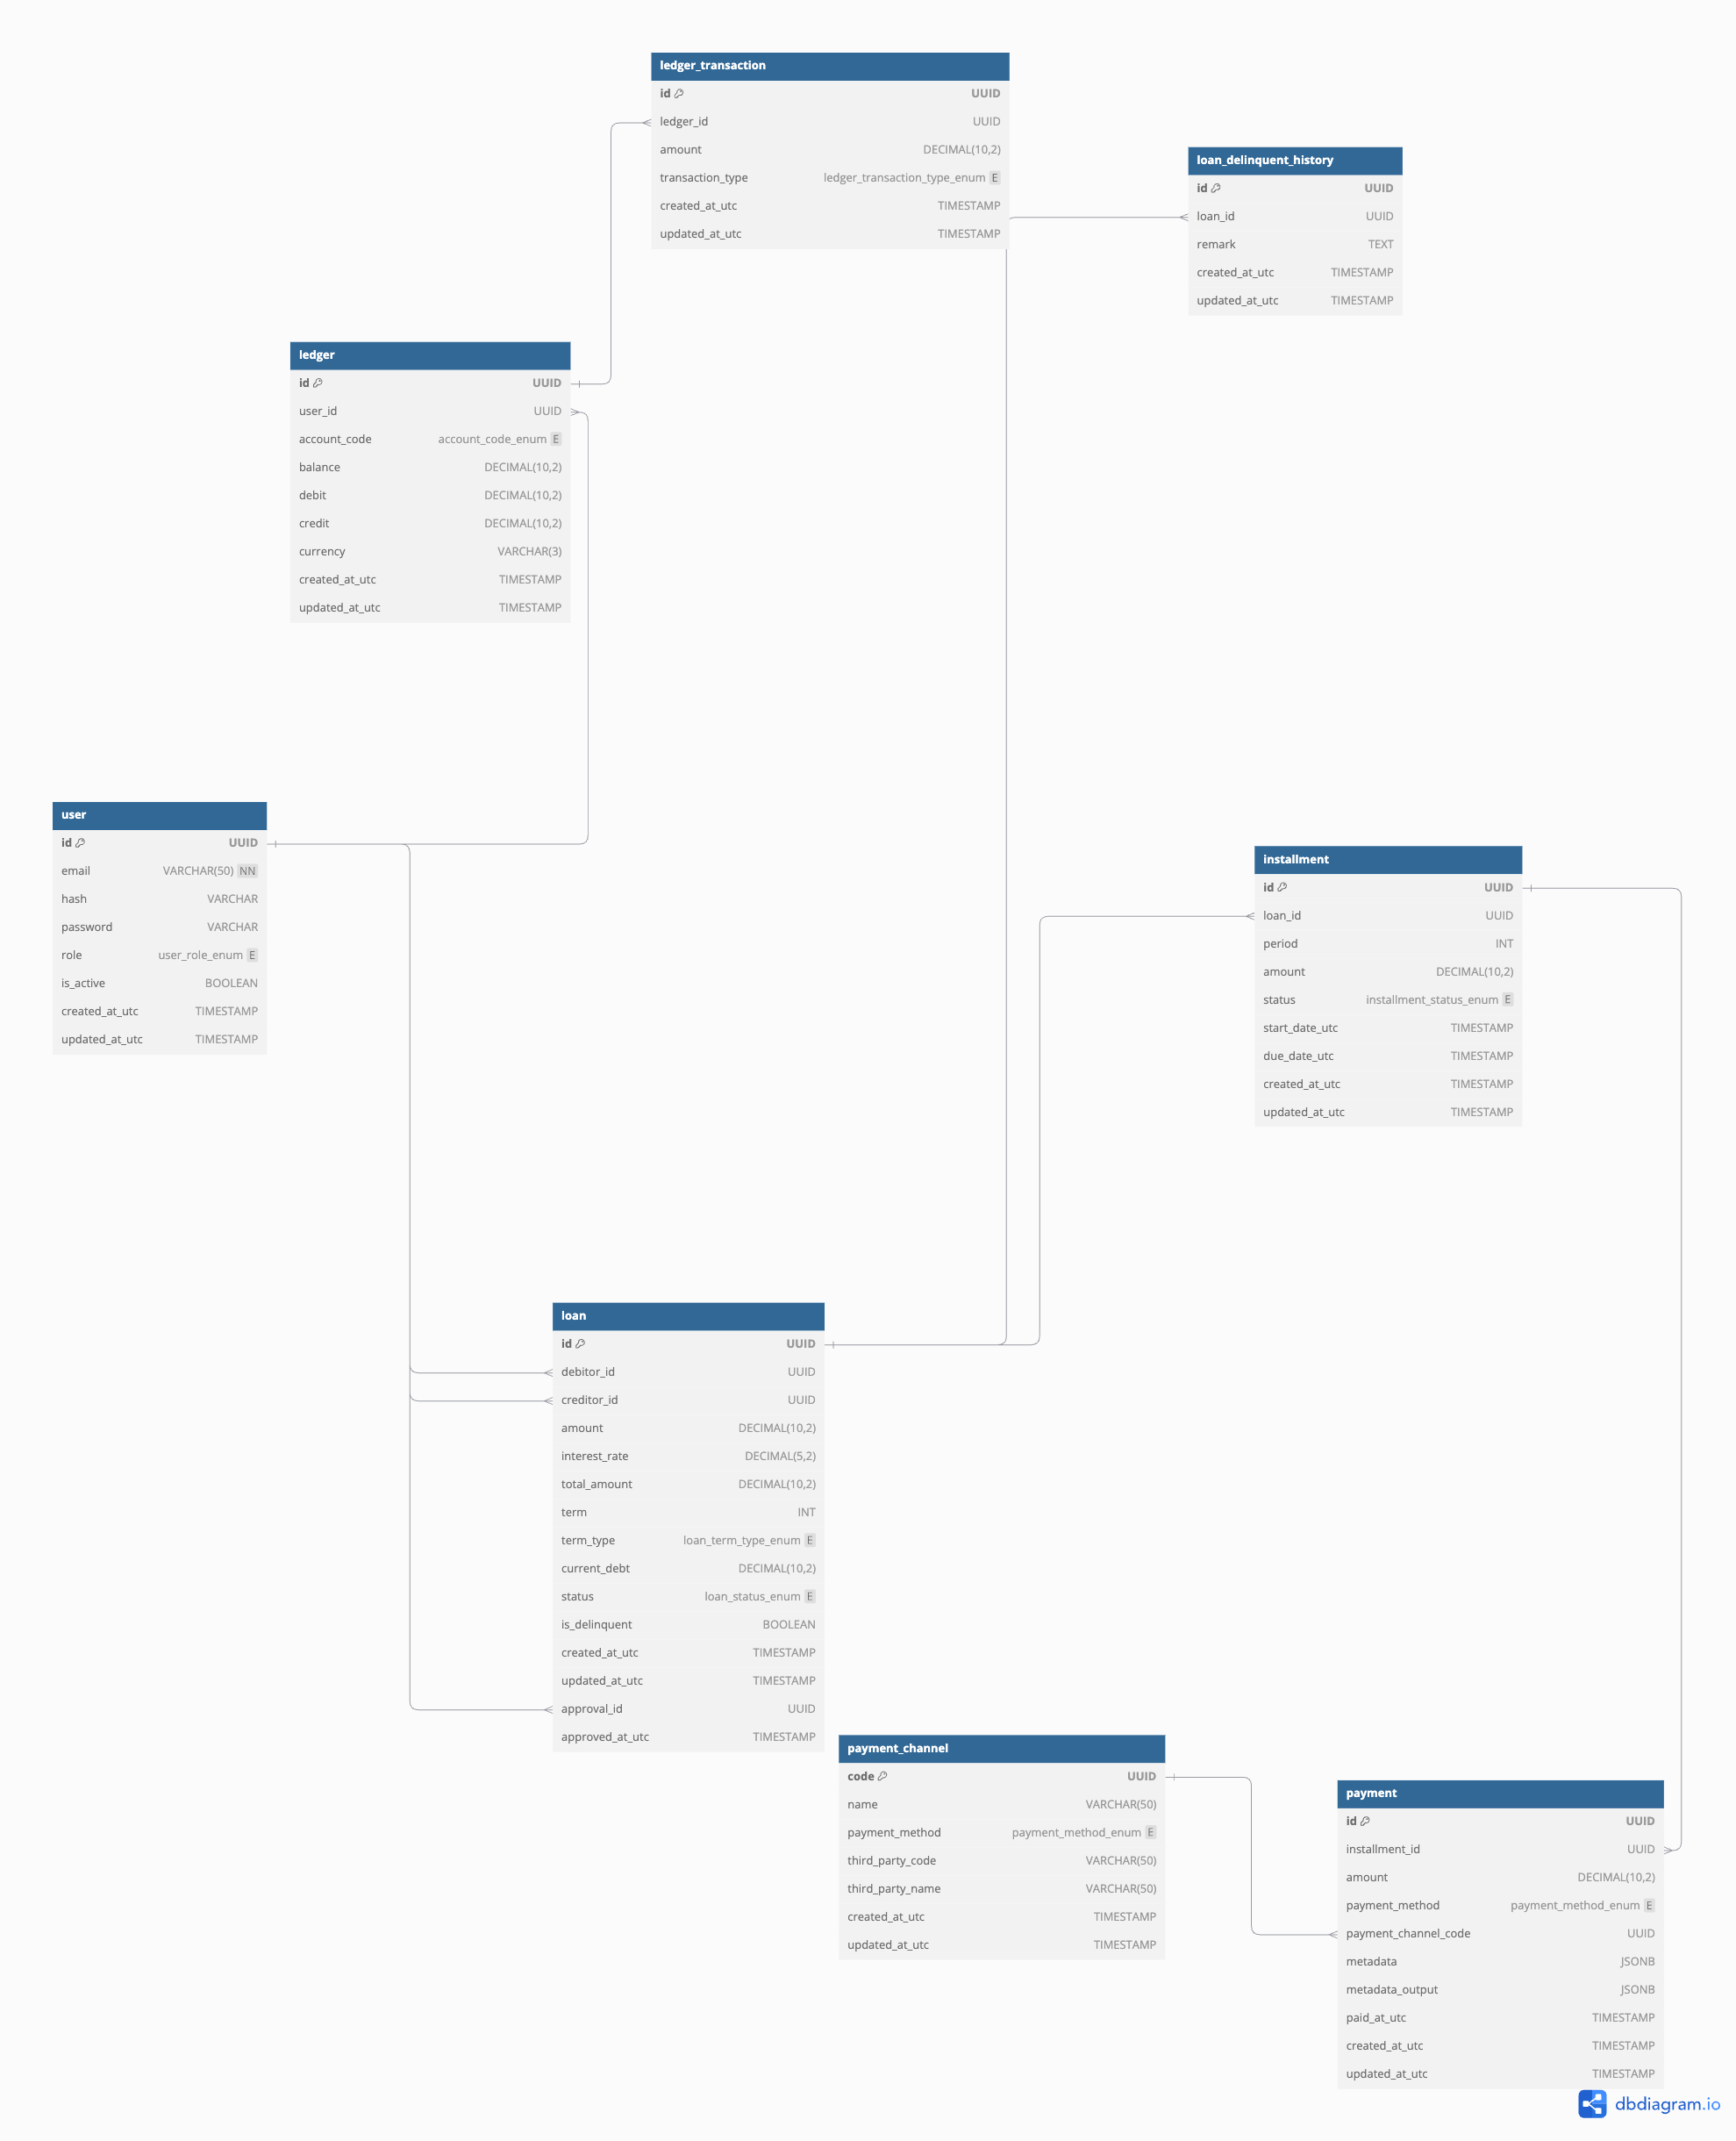 ledger_transaction
id UUID
ledger_id UUID
amount DECIMAL(10,2)
transaction_type ledger_transaction_type_enum E
created_at_utc TIMESTAMP
updated_at_utc TIMESTAMP
loan_delinquent_history
id UUID
loan_id UUID
remark TEXT
created_at_utc TIMESTAMP
updated_at_utc TIMESTAMP
ledger
id UUID
user_id UUID
account_code account_code_enum E
balance DECIMAL(10,2)
debit DECIMAL(10,2)
credit DECIMAL(10,2)
currency VARCHAR(3)
created_at_utc TIMESTAMP
updated_at_utc TIMESTAMP
user
id UUID
email VARCHAR(50) NN
hash VARCHAR
password VARCHAR
role user_role_enum E
is_active BOOLEAN
created_at_utc TIMESTAMP
updated_at_utc TIMESTAMP
installment
id UUID
loan_id UUID
period INT
amount DECIMAL(10,2)
status installment_status_enum E
start_date_utc TIMESTAMP
due_date_utc TIMESTAMP
created_at_utc TIMESTAMP
updated_at_utc TIMESTAMP
loan
id UUID
debitor_id UUID
creditor_id UUID
amount DECIMAL(10,2)
interest_rate DECIMAL(5,2)
total_amount DECIMAL(10,2)
term INT
term_type loan_term_type_enum E
current_debt DECIMAL(10,2)
status loan_status_enum E
is_delinquent BOOLEAN
created_at_utc TIMESTAMP
updated_at_utc TIMESTAMP
approval_id UUID
approved_at_utc TIMESTAMP
payment_channel
code UUID
name VARCHAR(50)
payment_method payment_method_enum E
third_party_code VARCHAR(50)
third_party_name VARCHAR(50)
created_at_utc TIMESTAMP
updated_at_utc TIMESTAMP
payment
id UUID
installment_id UUID
amount DECIMAL(10,2)
payment_method payment_method_enum E
payment_channel_code UUID
metadata JSONB
metadata_output JSONB
paid_at_utc TIMESTAMP
created_at_utc TIMESTAMP
updated_at_utc TIMESTAMP
dbdiagram.io